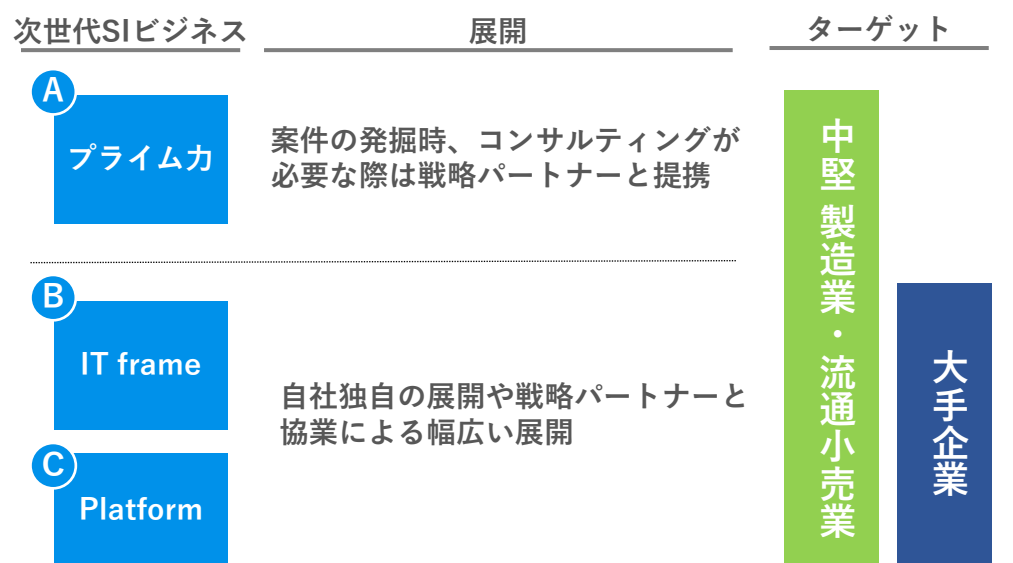 次世代SIビジネス
展開
ターゲット
A
プライム力
案件の発掘時、コンサルティングが
必要な際は戦略パートナーと提携
B
IT frame
自社独自の展開や戦略パートナーと
協業による幅広い展開
C
Platform
中堅 製造業・流通小売業
大手企業